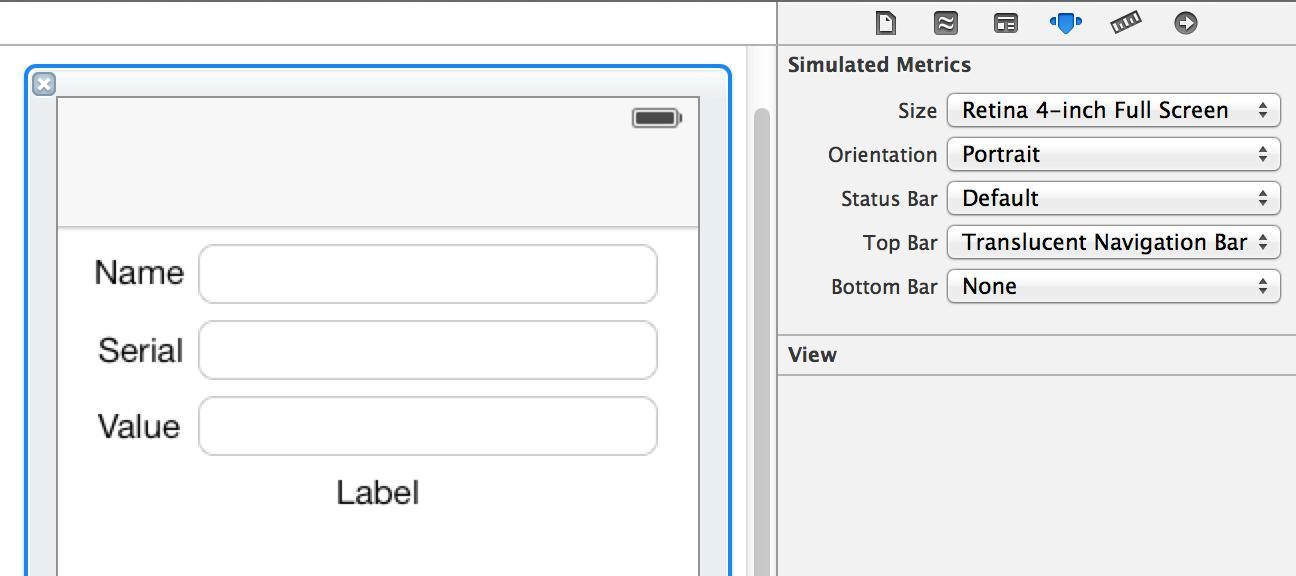 Simulated Metrics
Size Retina 4-inch Full Screen
Orientation Portrait
Status Bar Default
Top Bar Translucent Navigation Bar
Bottom Bar None
View
Name
Serial
Value
Label